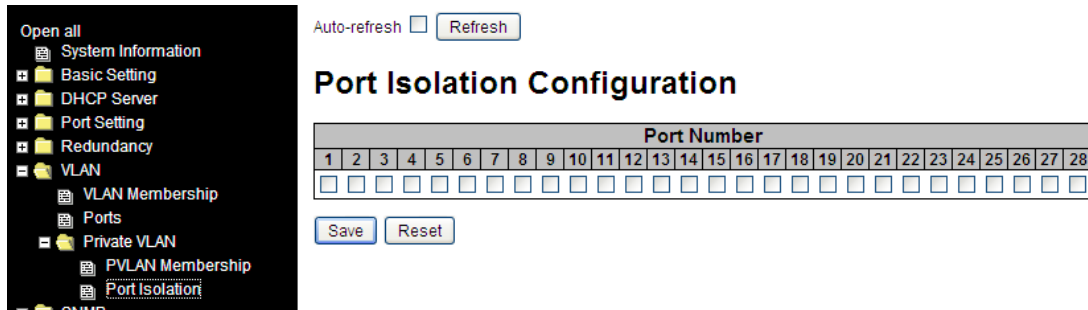 Open all
System Information
Basic Setting
DHCP Server
Port Setting
Redundancy
VLAN
VLAN Membership
Ports
Private VLAN
PVLAN Membership
Port Isolation
SNMP
Auto-refresh Refresh
Port Isolation Configuration
Port Number
1 2 3 4 5 6 7 8 9 10 11 12 13 14 15 16 17 18 19 20 21 22 23 24 25 26 27 28
Save Reset